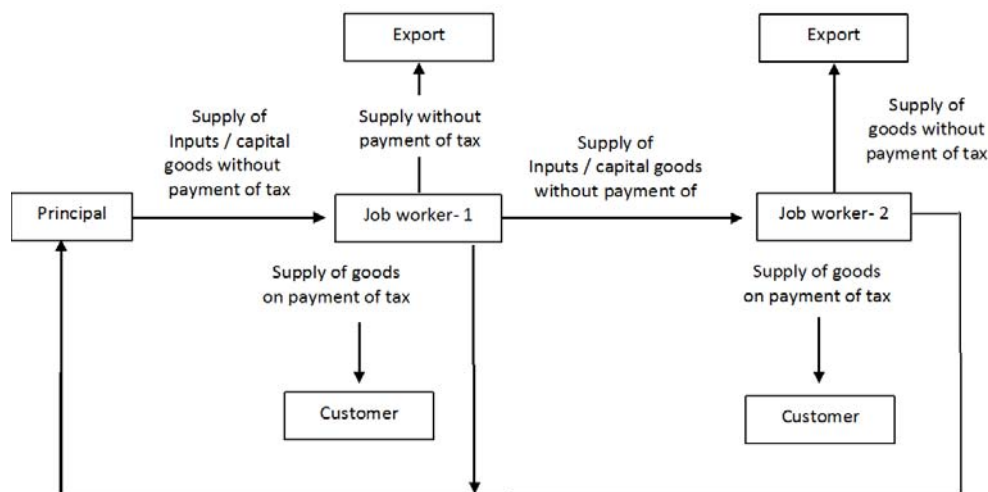 Export
Export
Supply of
Inputs / capital
goods without
payment of tax
Supply without
payment of tax
Supply of
Inputs / capital goods
without payment of
Supply of
goods without
payment of tax
Principal
Job worker- 1
Job worker- 2
Supply of goods
on payment of tax
Supply of goods
on payment of tax
Customer
Customer